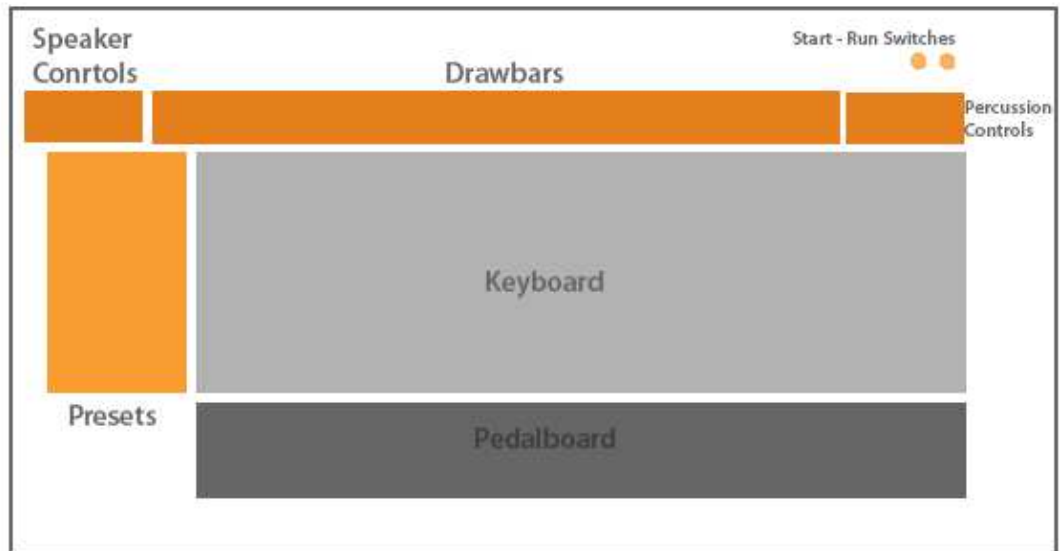 Speaker
Conrtols
Start - Run Switches
Drawbars
Percussion
Controls
Keyboard
Presets
Pedalboard